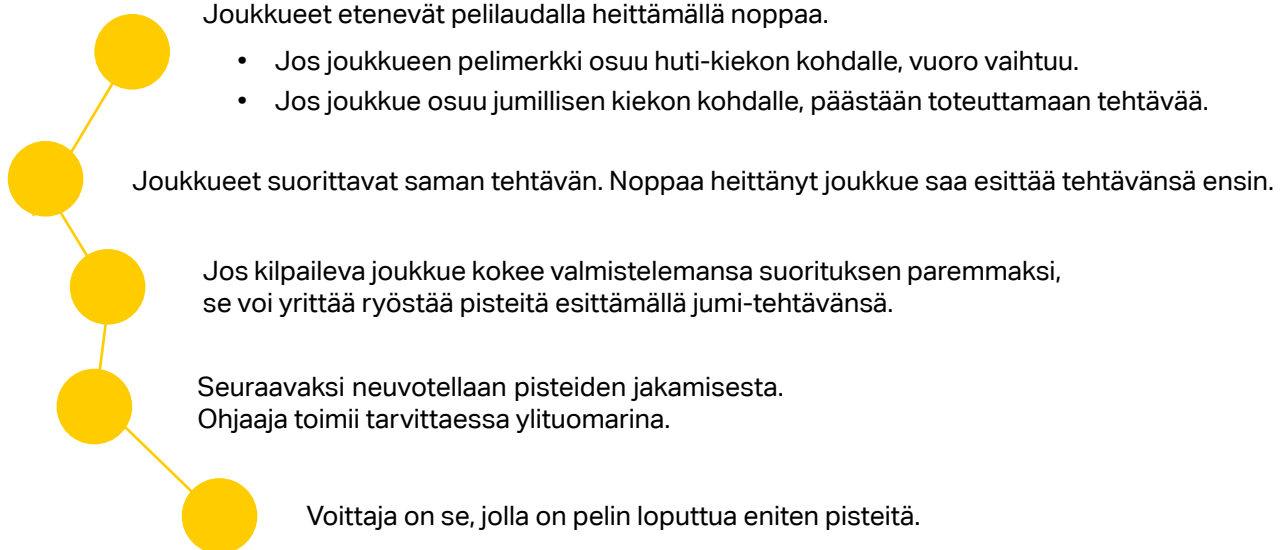 Joukkueet etenevät pelilaudalla heittämällä noppaa.
• Jos joukkueen pelimerkki osuu huti-kiekon kohdalle, vuoro vaihtuu.
• Jos joukkue osuu jumillisen kiekon kohdalle, päästään toteuttamaan tehtävää.
Joukkueet suorittavat saman tehtävän. Noppaa heittänyt joukkue saa esittää tehtävänsä ensin.
Jos kilpaileva joukkue kokee valmistelemansa suorituksen paremmaksi,
se voi yrittää ryöstää pisteitä esittämällä jumi-tehtävänsä.
Seuraavaksi neuvotellaan pisteiden jakamisesta.
Ohjaaja toimii tarvittaessa ylituomarina.
Voittaja on se, jolla on pelin loputtua eniten pisteitä.